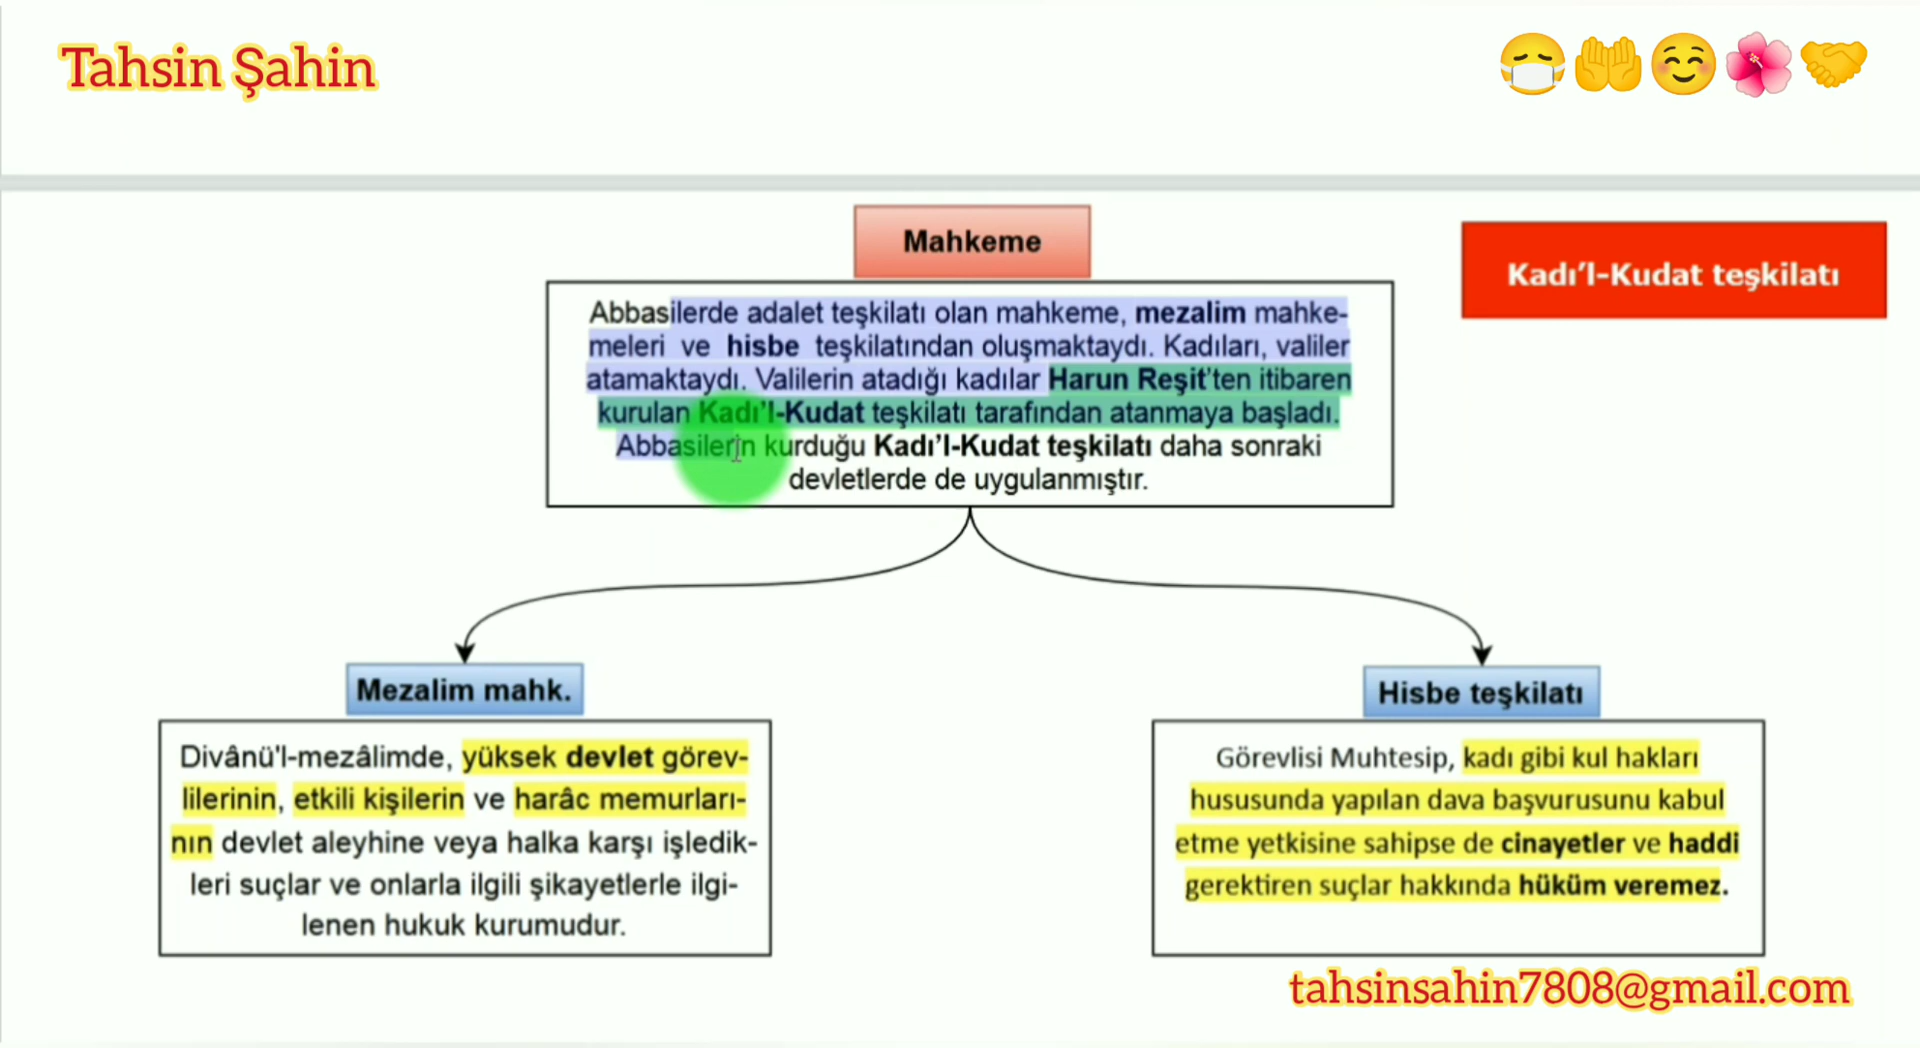 Tahsin Şahin
Mahkeme
Kadı’l-Kudat teşkilatı
Abbasilerde adalet teşkilatı olan mahkeme, mezalim mahke-
meleri ve hisbe teşkilatından oluşmaktaydı. Kadıları, valiler
atamaktaydı. Valilerin atadığı kadılar Harun Reşit'ten itibaren
kurulan Kadı’l-Kudat teşkilatı tarafından atanmaya başladı.
Abbasilerin kurduğu Kadı’l-Kudat teşkilatı daha sonraki
devletlerde de uygulanmıştır.
Mezalim mahk.
Divânü'l-mezâlimde, yüksek devlet görev-
lilerinin, etkili kişilerin ve harâc memurları-
nın devlet aleyhine veya halka karşı işledik-
leri suçlar ve onlarla ilgili şikayetlerle ilgi-
lenen hukuk kurumudur.
Hisbe teşkilatı
Görevlisi Muhtesip, kadı gibi kul hakları
hususunda yapılan dava başvurusunu kabul
etme yetkisine sahipse de cinayetler ve haddi
gerektiren suçlar hakkında hüküm veremez.
tahsinsahin7808@gmail.com